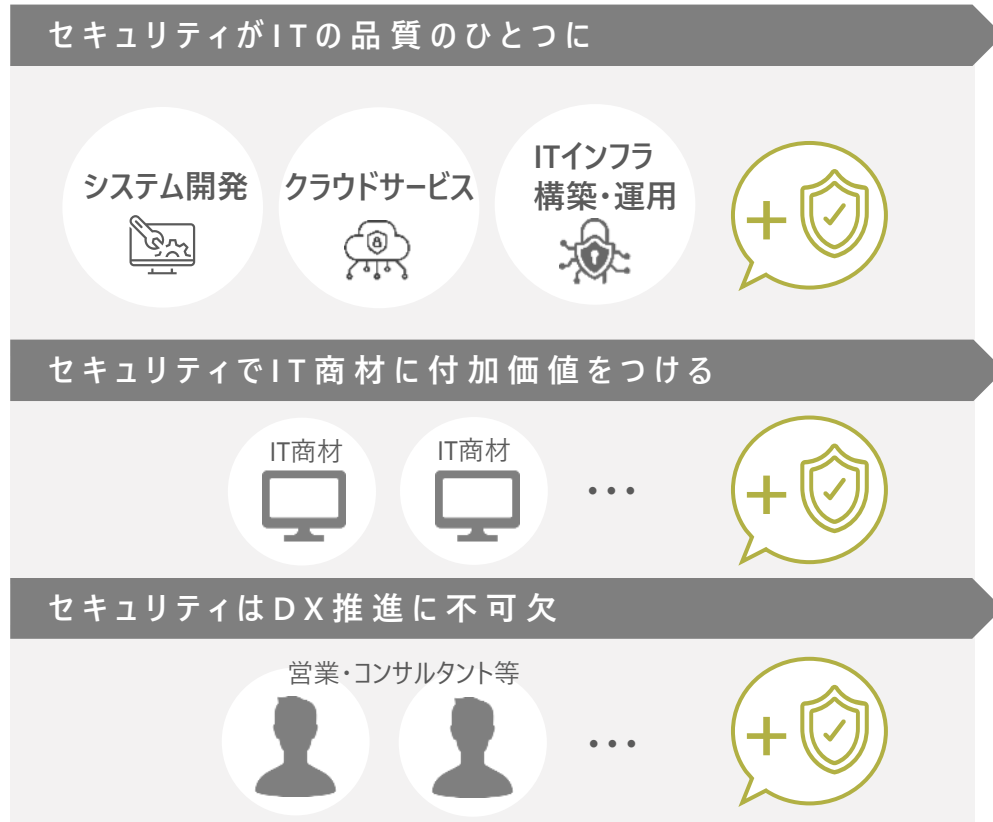 セキュリティがITの品質のひとつに
システム開発
クラウドサービス
ITインフラ
構築・運用
+
セキュリティでIT商材に付加価値をつける
IT商材
IT商材
・・・
+
セキュリティはDX推進に不可欠
営業・コンサルタント等
・・・
+